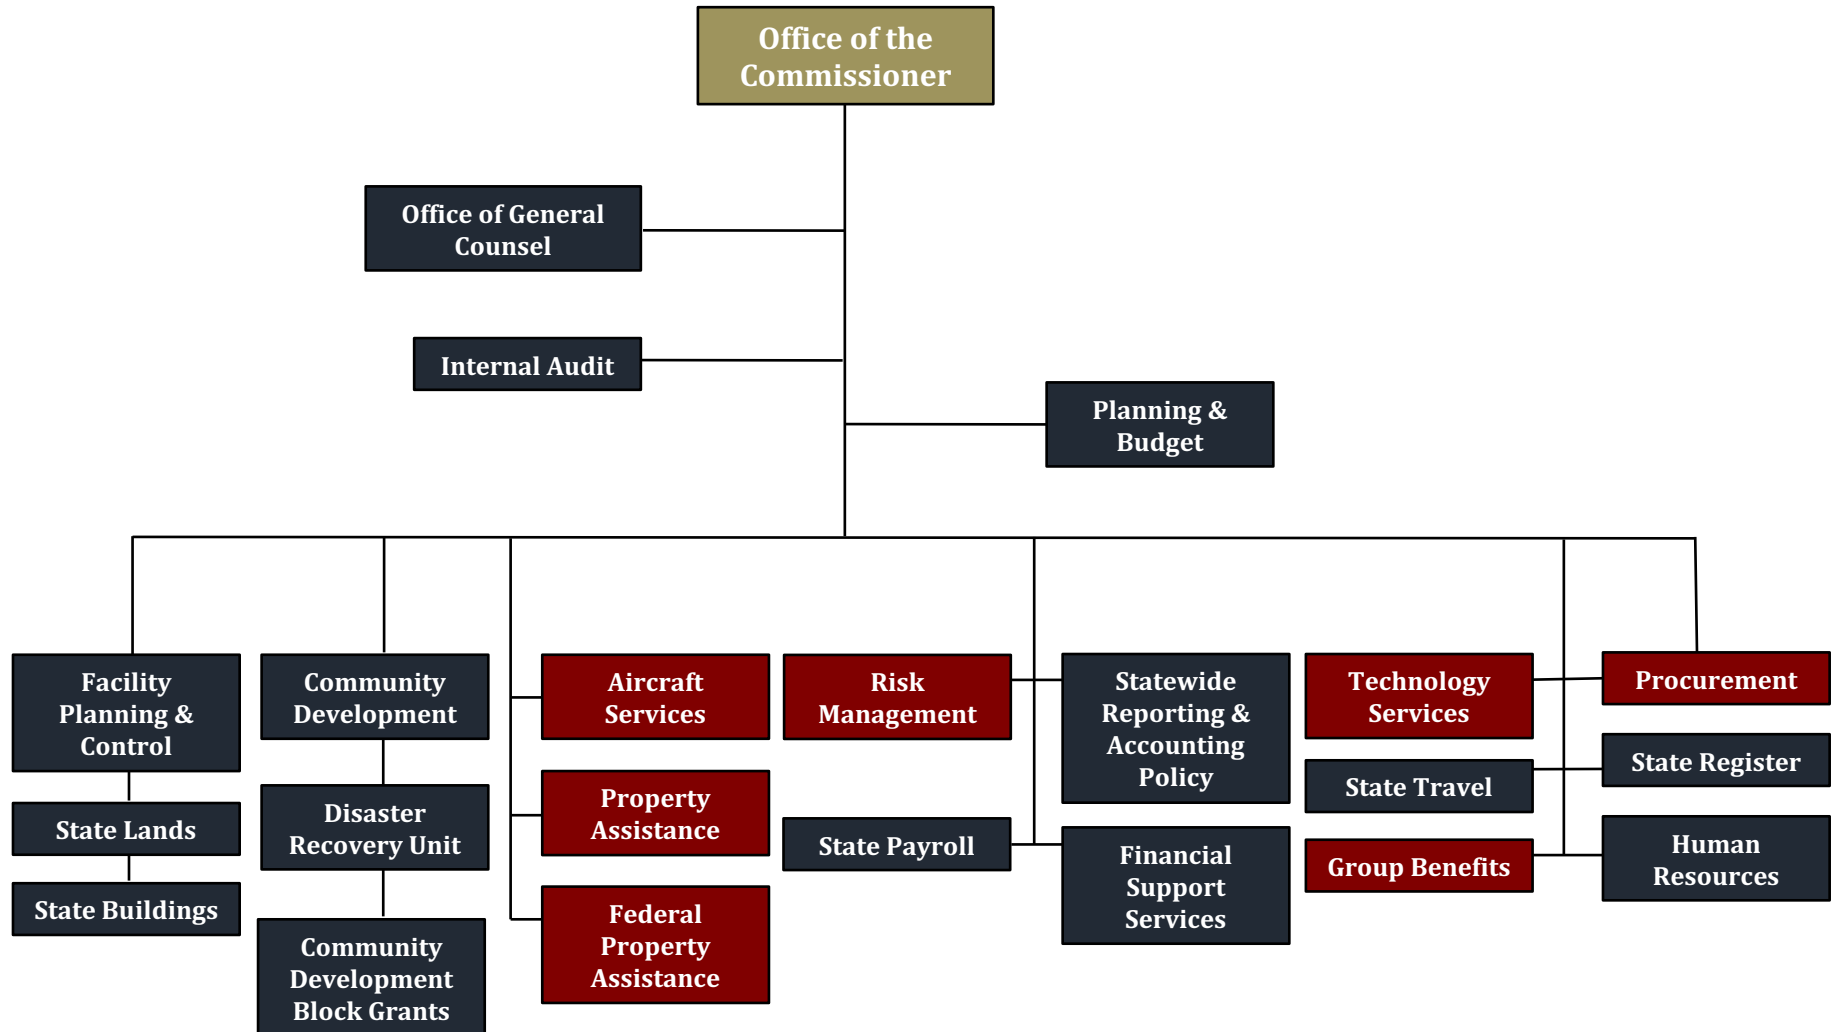 Office of the
Commissioner
Office of General
Counsel
Internal Audit
Planning &
Budget
Facility
Planning &
Control
State Lands
State Buildings
Community
Development
Disaster
Recovery Unit
Community
Development
Block Grants
Aircraft
Services
Property
Assistance
Federal
Property
Assistance
Risk
Management
State Payroll
Statewide
Reporting &
Accounting
Policy
Financial
Support
Services
Technology
Services
State Travel
Group Benefits
Procurement
State Register
Human
Resources